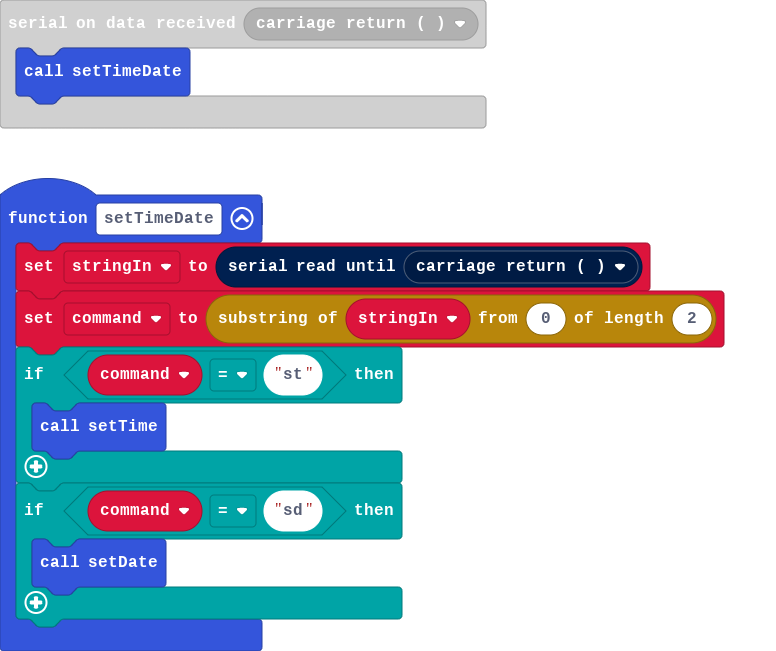 serial on data received carriage return ( )
call setTimeDate
function setTimeDate
set stringIn to serial read until carriage return ( )
set command to substring of stringIn from 0 of length 2
if command = "st" then
call setTime
if command = "sd" then
call setDate